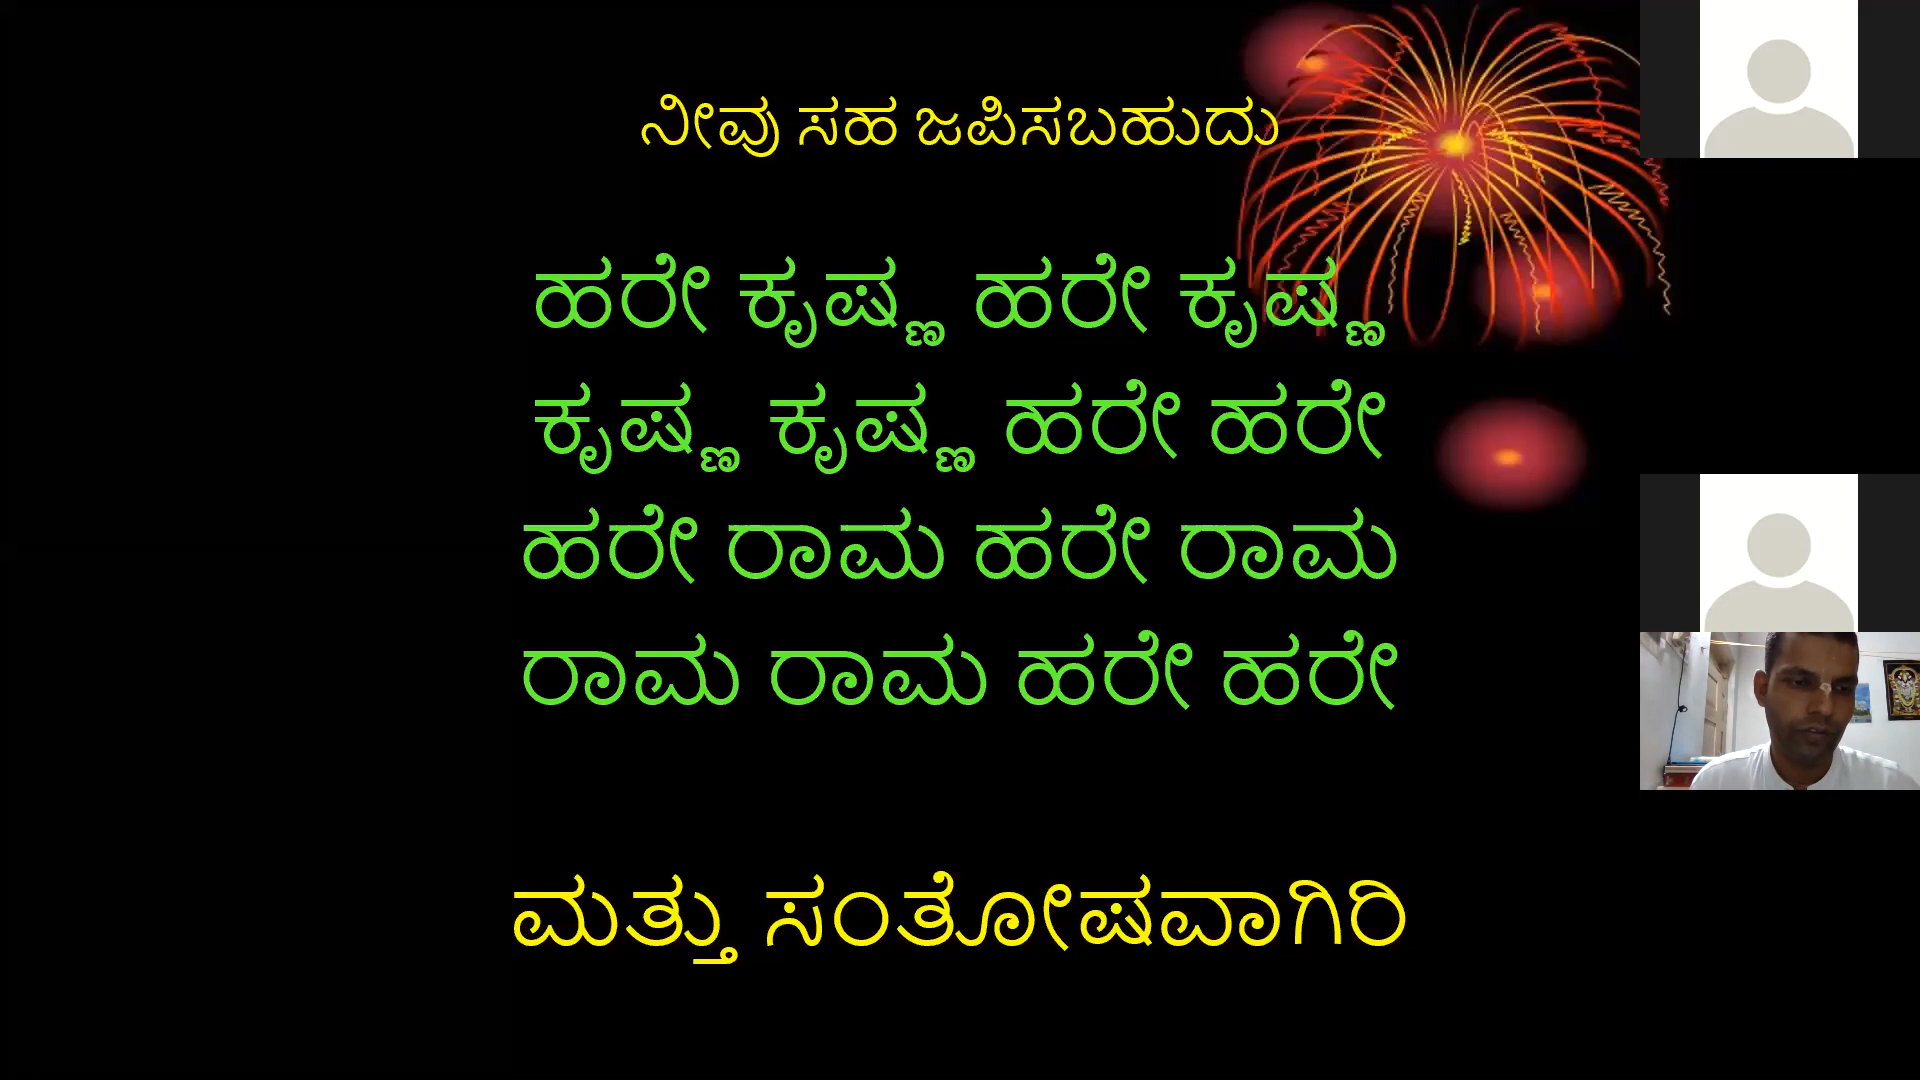 ನೀವು ಸಹ ಜಪಿಸಬಹುದು
ಹರೇ ಕೃಷ್ಣ ಹರೇ ಕೃಷ್ಣ
ಕೃಷ್ಣ ಕೃಷ್ಣ ಹರೇ ಹರೇ
ಹರೇ ರಾಮ ಹರೇ ರಾಮ
ರಾಮ ರಾಮ ಹರೇ ಹರೇ
ಮತ್ತು ಸಂತೋಷವಾಗಿರಿ